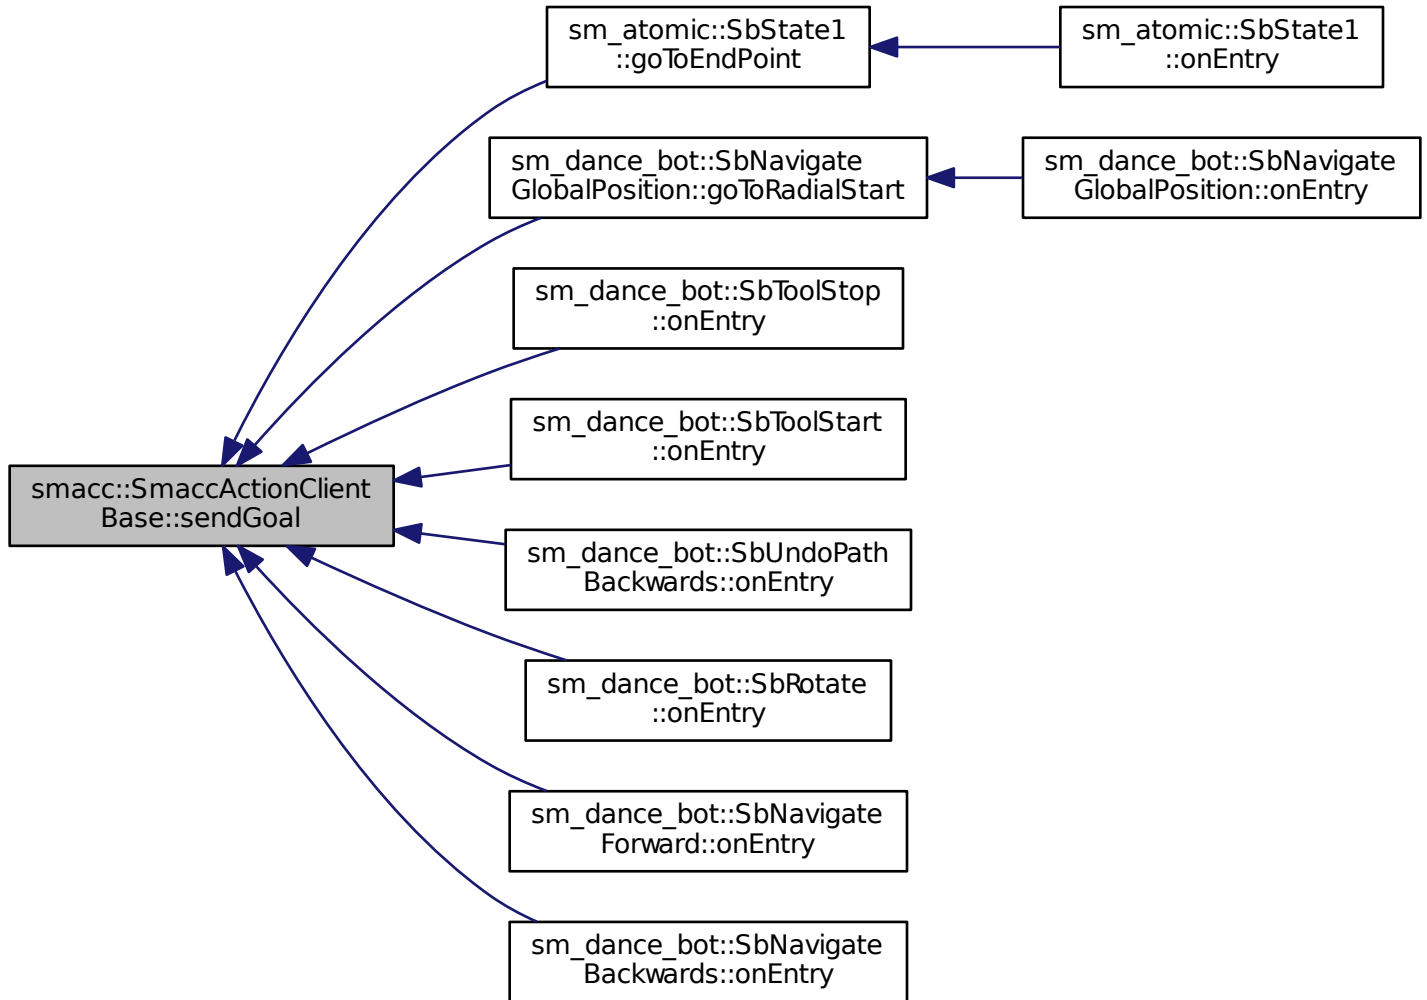 sm_atomic::SbState1
::goToEndPoint
sm_atomic::SbState1
::onEntry
sm_dance_bot::SbNavigate
GlobalPosition::goToRadialStart
sm_dance_bot::SbNavigate
GlobalPosition::onEntry
sm_dance_bot::SbToolStop
::onEntry
sm_dance_bot::SbToolStart
::onEntry
smacc::SmaccActionClient
Base::sendGoal
sm_dance_bot::SbUndoPath
Backwards::onEntry
sm_dance_bot::SbRotate
::onEntry
sm_dance_bot::SbNavigate
Forward::onEntry
sm_dance_bot::SbNavigate
Backwards::onEntry